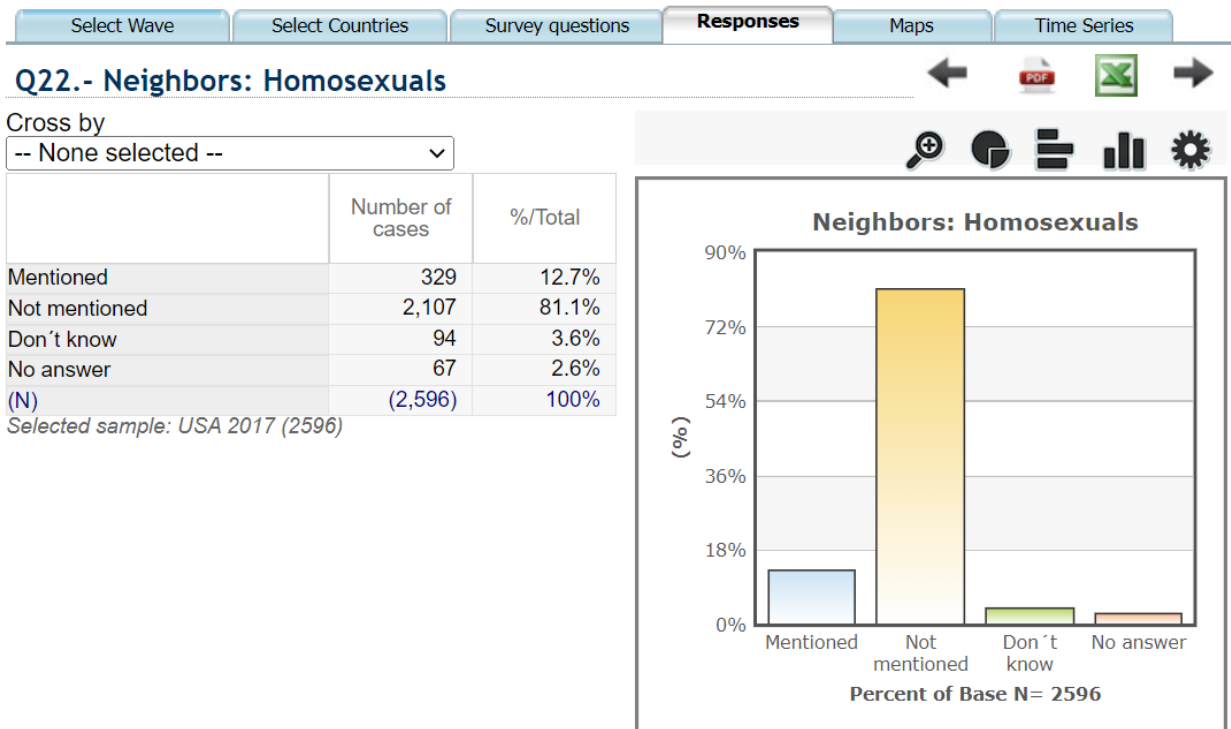 Select Wave
Select Countries
Survey questions
Responses
Maps
Time Series
Q22.- Neighbors: Homosexuals
PDF
Cross by
-- None selected --
Number of
cases
%/Total
Mentioned 329 12.7%
Not mentioned 2,107 81.1%
Don´t know 94 3.6%
No answer 67 2.6%
(N) (2,596) 100%
Selected sample: USA 2017 (2596)
Neighbors: Homosexuals
90%
72%
54%
36%
18%
0%
(%)
Mentioned
Not
mentioned
Don´t
know
No answer
Percent of Base N= 2596